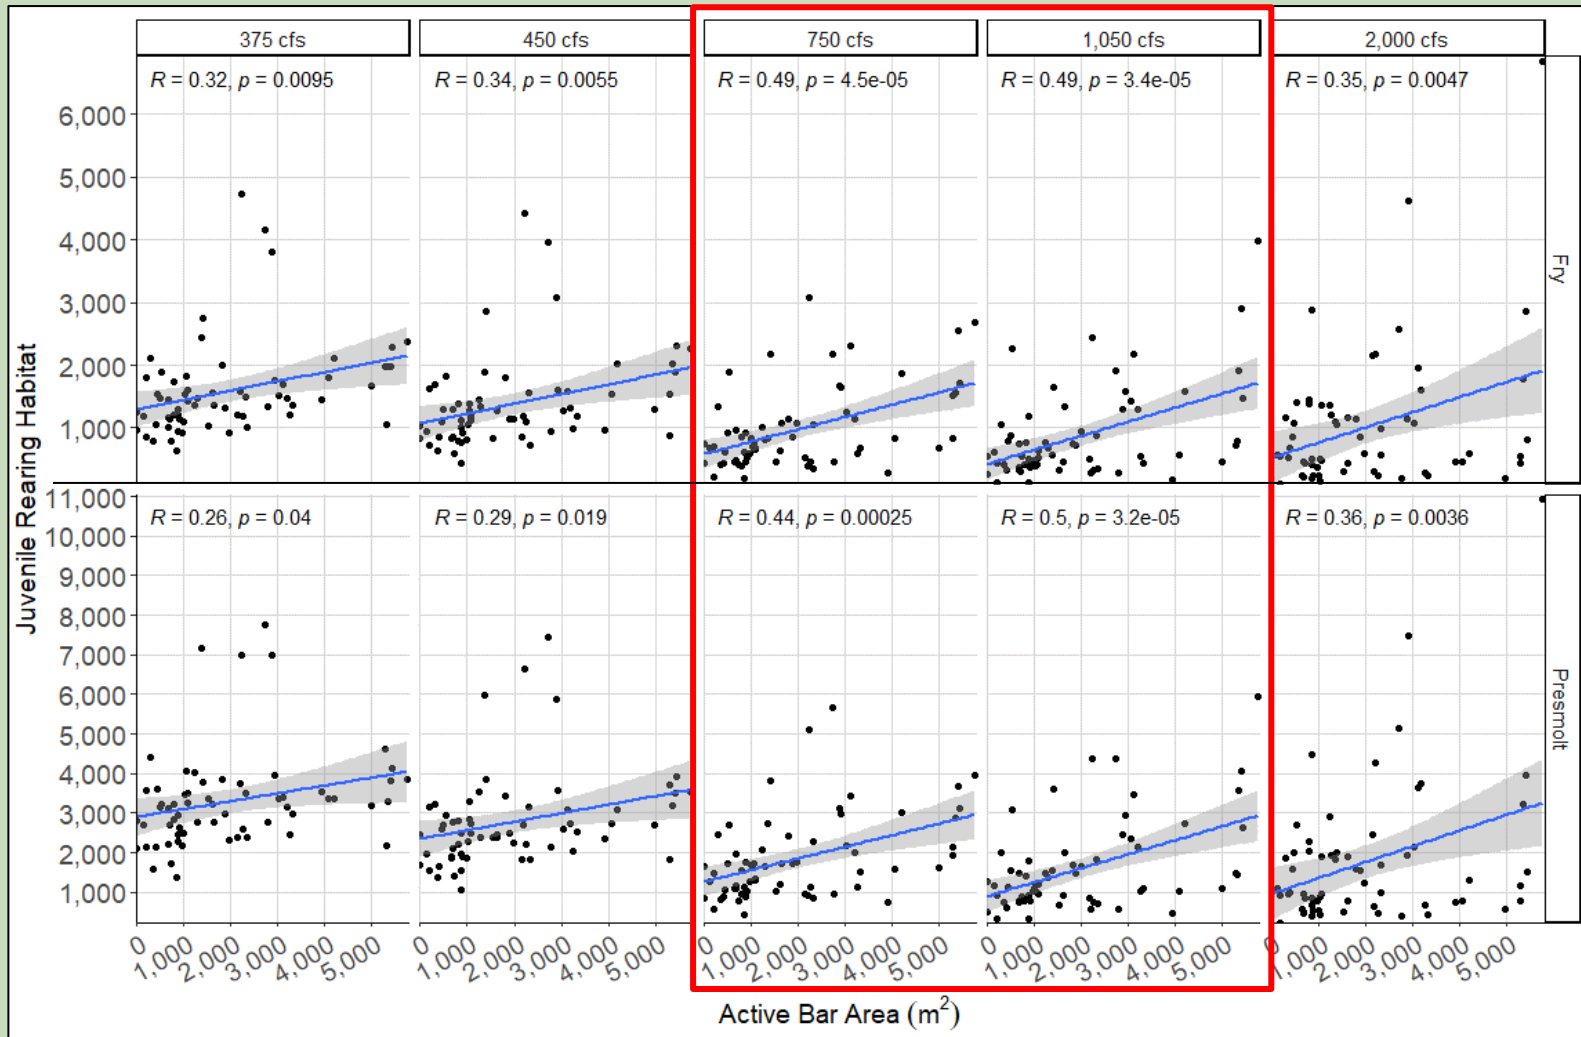 375 cfs 450 cfs 750 cfs 1,050 cfs 2,000 cfs
R = 0.32, p = 0.0095 R = 0.34, p = 0.0055 R = 0.49, p = 4.5e-05 R = 0.49, p = 3.4e-05 R = 0.35, p = 0.0047
6,000
5,000
4,000
3,000
2,000
1,000
Fry
Juvenile Rearing Habitat
11,000
R = 0.26, p = 0.04 R = 0.29, p = 0.019 R = 0.44, p = 0.00025 R = 0.5, p = 3.2e-05 R = 0.36, p = 0.0036
10,000
9,000
8,000
7,000
6,000
5,000
4,000
3,000
2,000
1,000
Presmolt
0 1,000 2,000 3,000 4,000 5,000 0 1,000 2,000 3,000 4,000 5,000 0 1,000 2,000 3,000 4,000 5,000 0 1,000 2,000 3,000 4,000 5,000 0 1,000 2,000 3,000 4,000 5,000
Active Bar Area (m²)